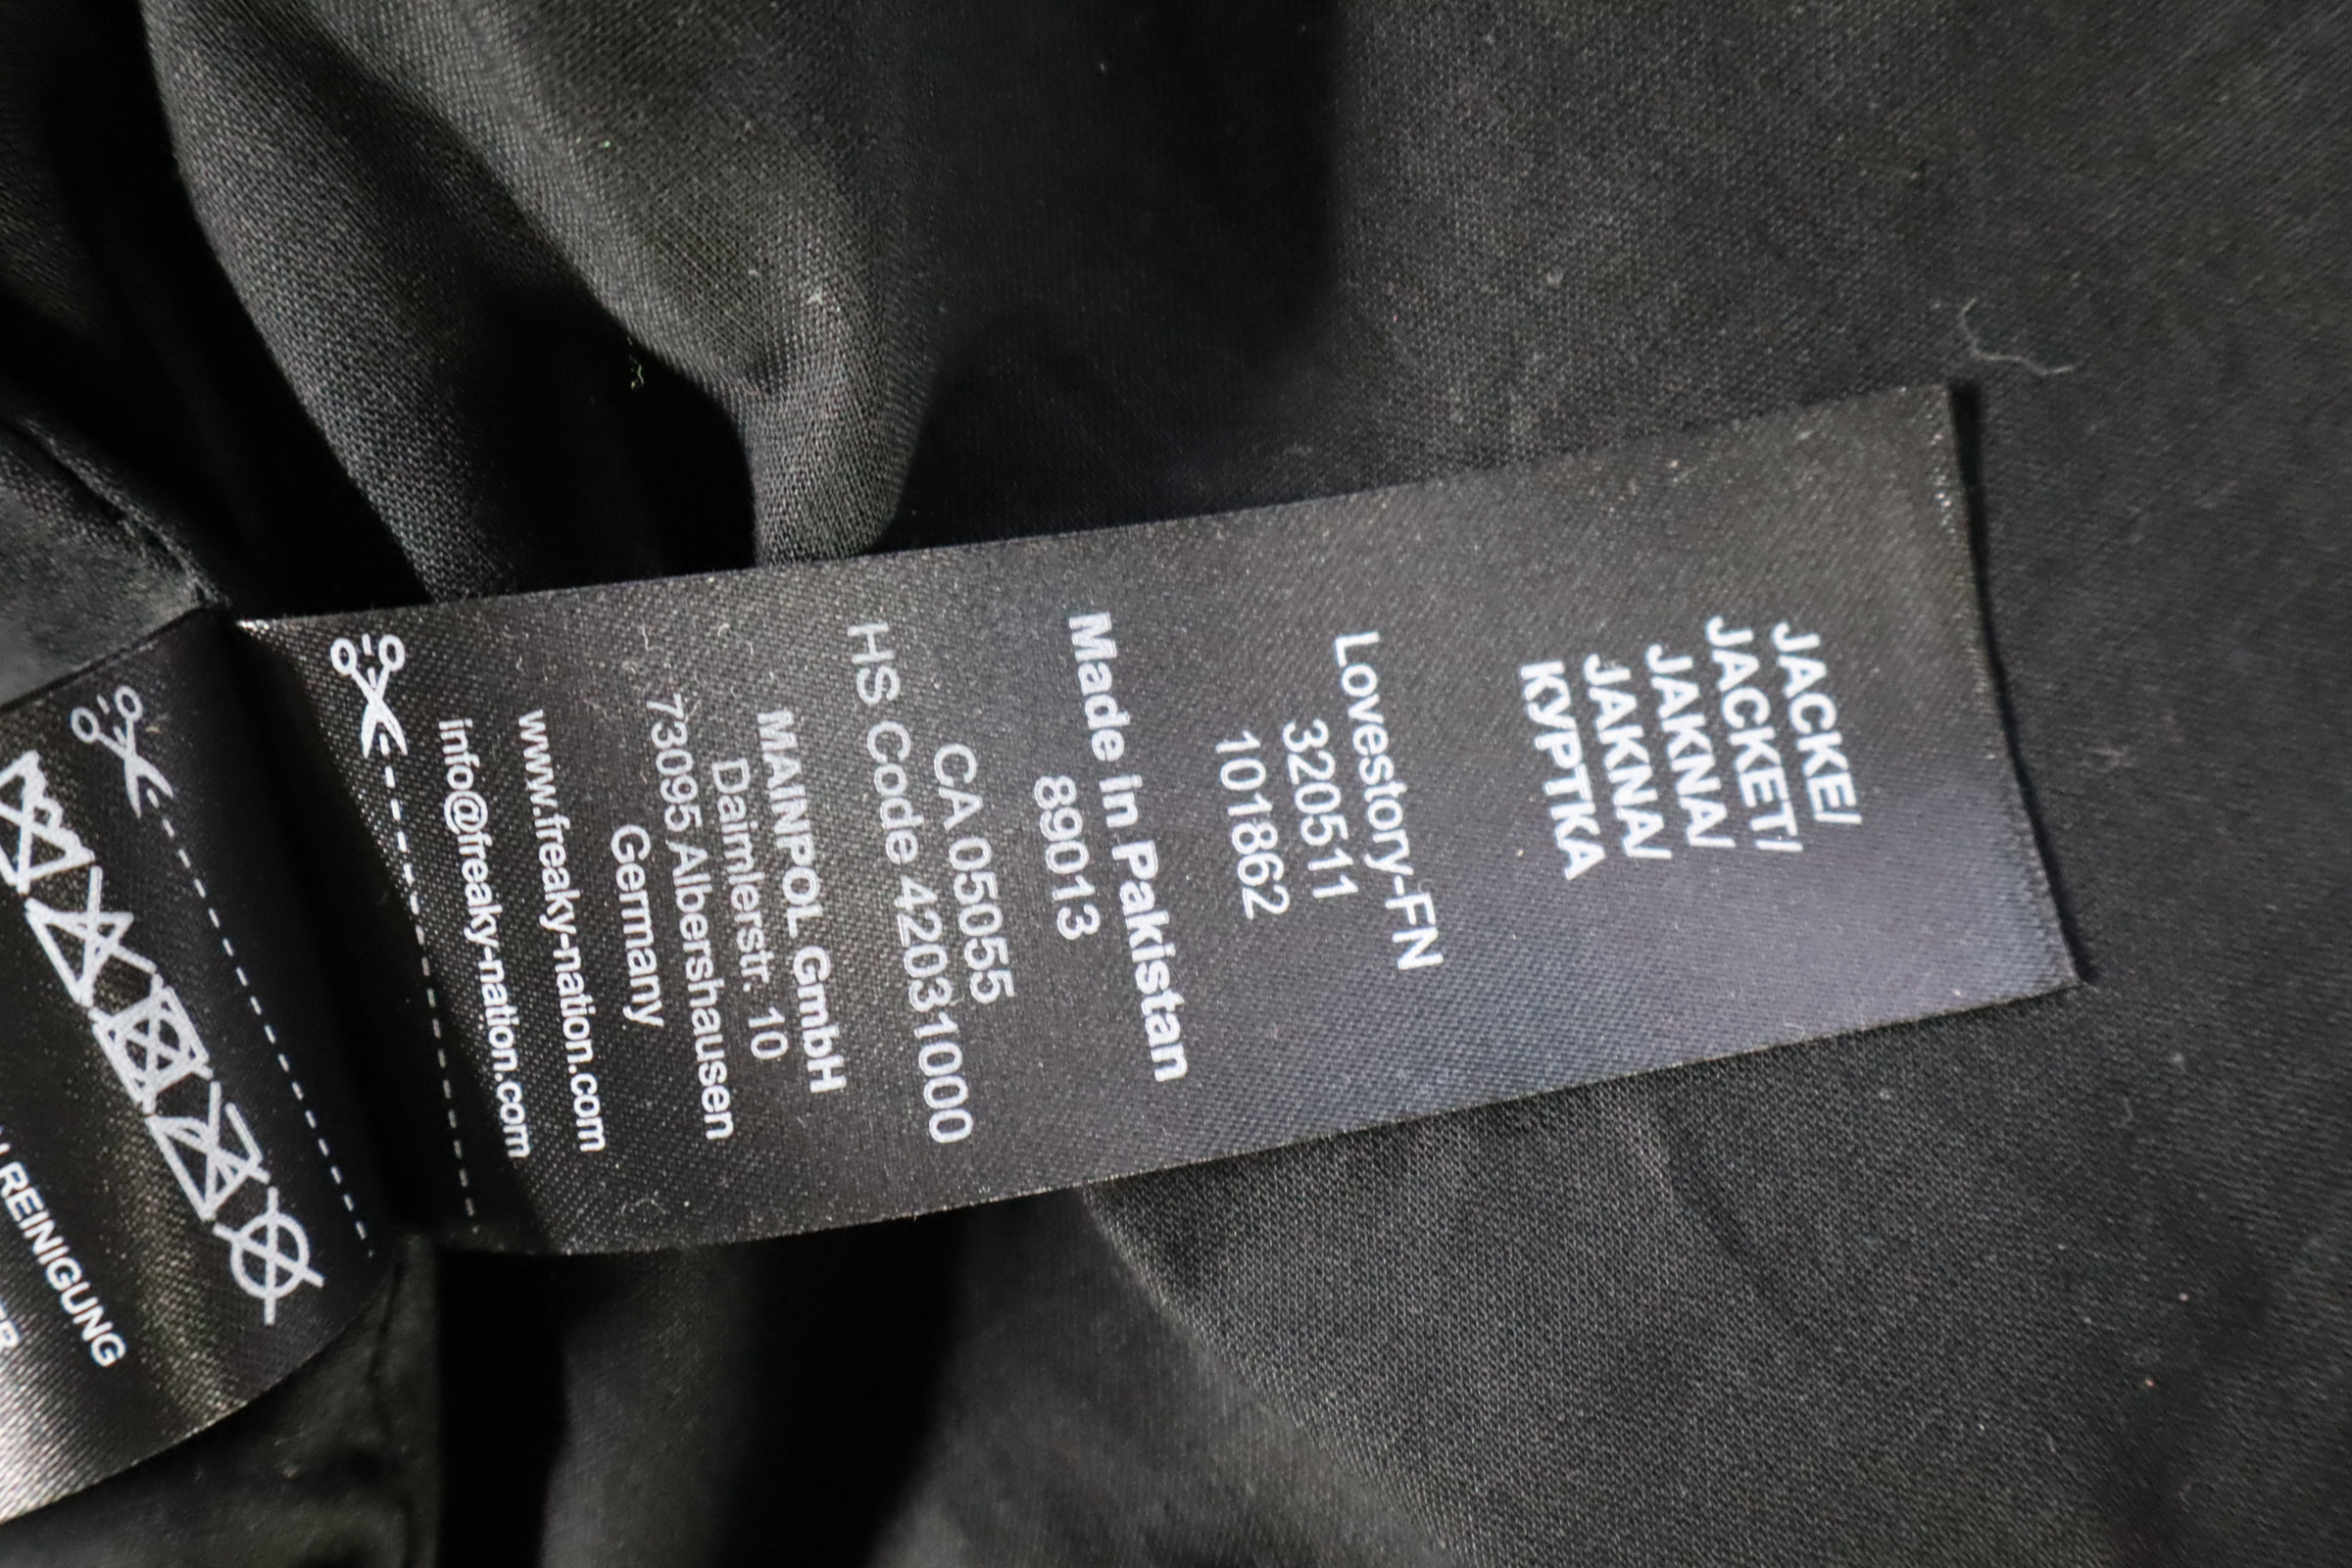 JACKE/
JACKET/
JAKNA/
JAKNA/
КУРТКА
Lovestory-FN
320511
101862
Made in Pakistan
89013
CA 05055
HS Code 42031000
MAINPOL GmbH
Daimlerstr. 10
73095 Albershausen
Germany
www.freaky-nation.com
info@freaky-nation.com
REINIGUNG